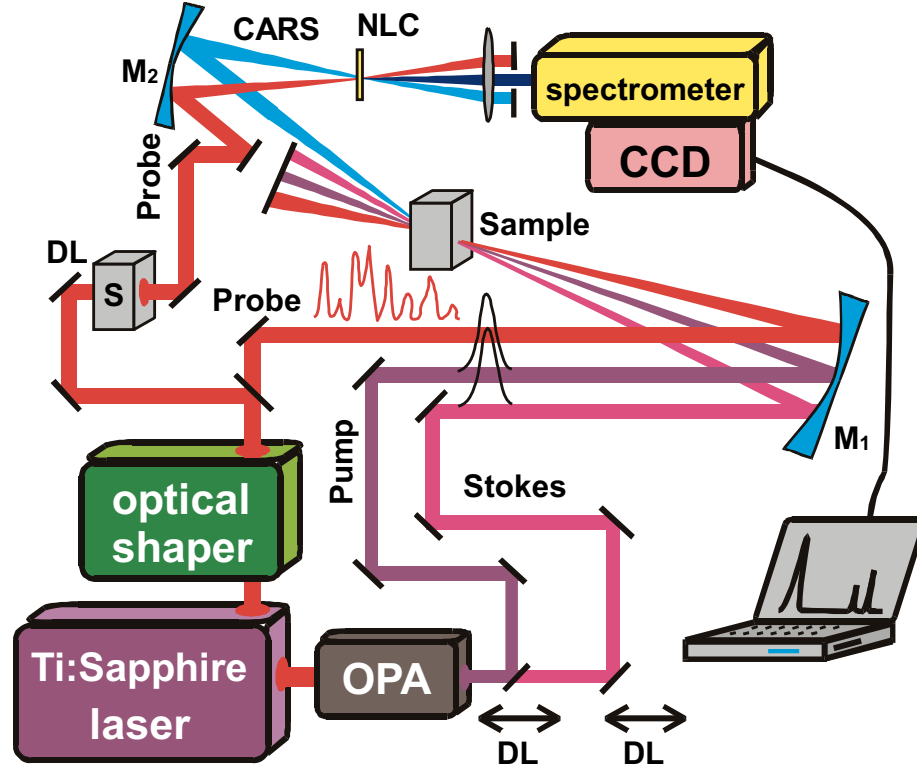 CARS
NLC
M2
spectrometer
CCD
Probe
Sample
DL
S
Probe
M1
optical
shaper
Pump
Stokes
Ti:Sapphire
laser
OPA
DL
DL